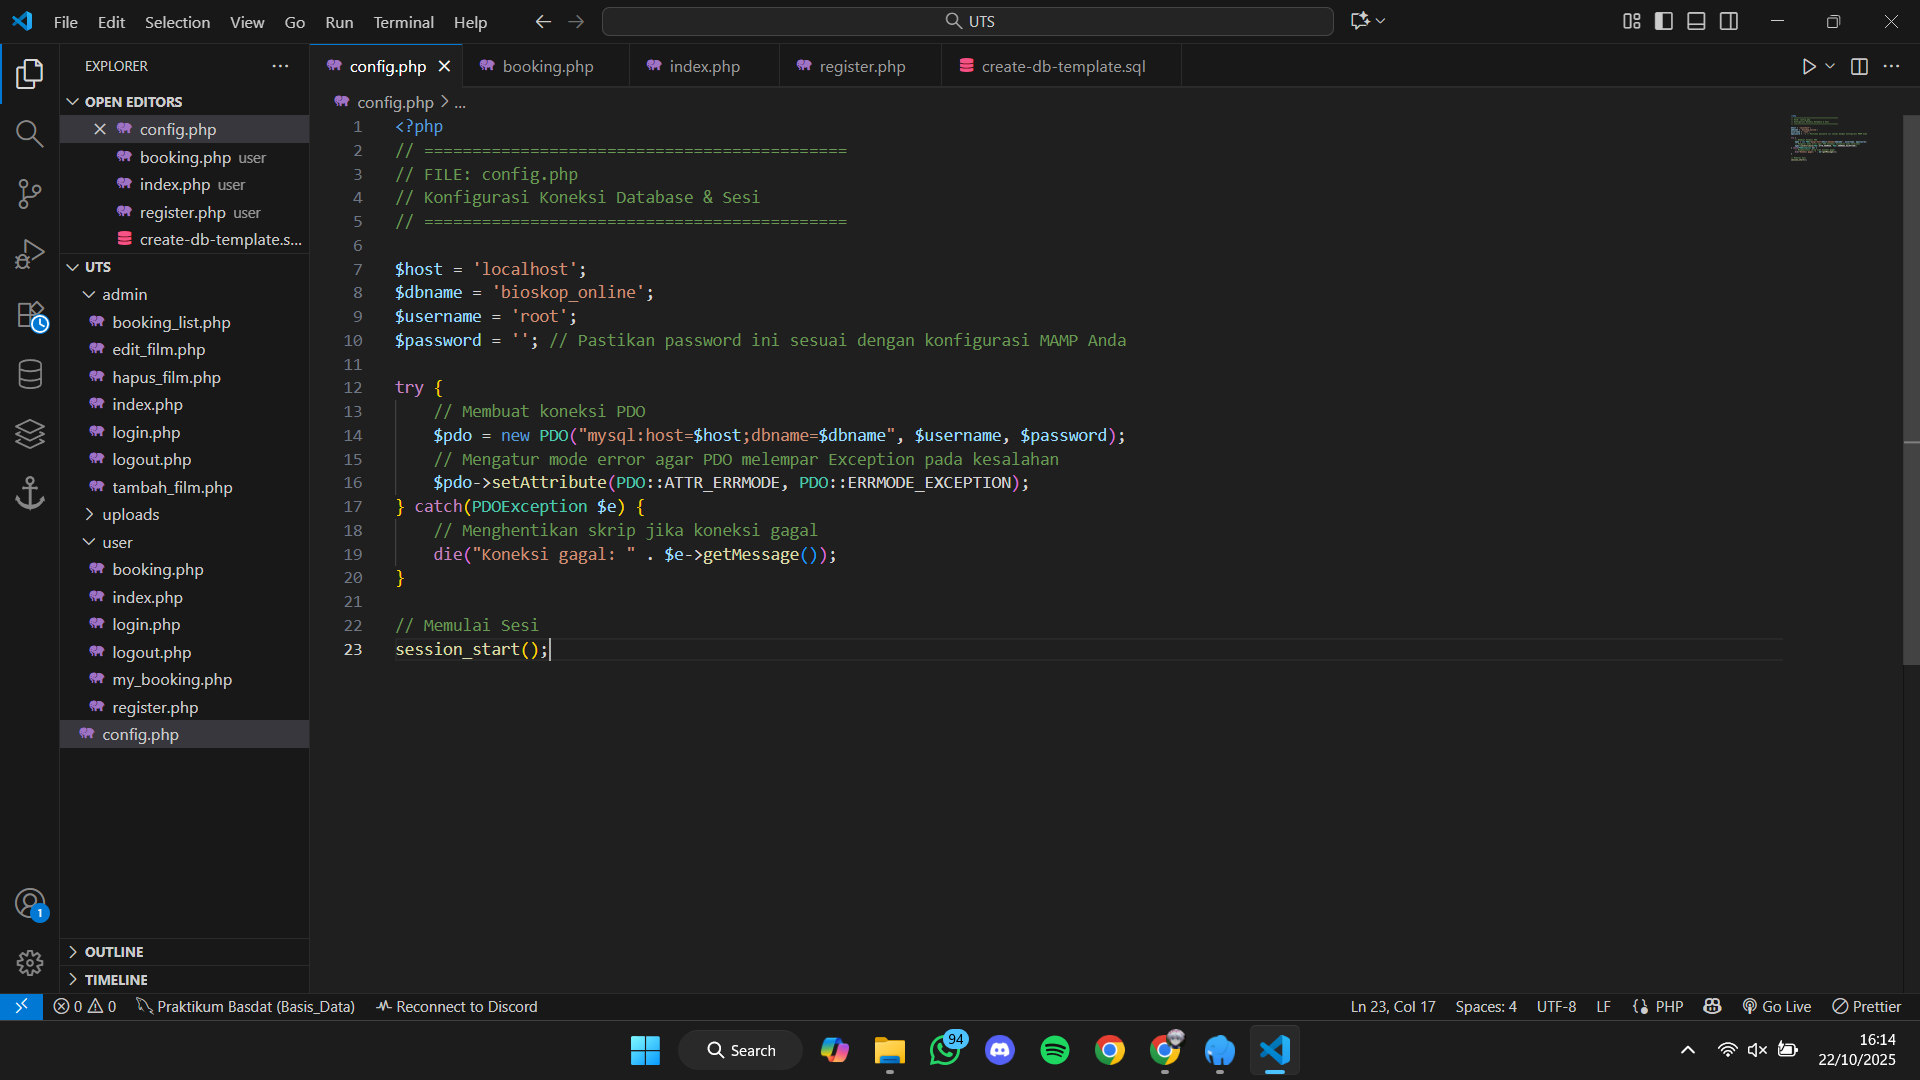 File Edit Selection View Go Run Terminal Help
UTS
EXPLORER
OPEN EDITORS
config.php
booking.php user
index.php user
register.php user
create-db-template.s...
UTS
admin
booking_list.php
edit_film.php
hapus_film.php
index.php
login.php
logout.php
tambah_film.php
uploads
user
booking.php
index.php
login.php
logout.php
my_booking.php
register.php
config.php
OUTLINE
TIMELINE
config.php booking.php index.php register.php create-db-template.sql
config.php > ...
1 <?php
2 // ============================================
3 // FILE: config.php
4 // Konfigurasi Koneksi Database & Sesi
5 // ============================================
6
7 $host = 'localhost';
8 $dbname = 'bioskop_online';
9 $username = 'root';
10 $password = ''; // Pastikan password ini sesuai dengan konfigurasi MAMP Anda
11
12 try {
13 // Membuat koneksi PDO
14 $pdo = new PDO("mysql:host=$host;dbname=$dbname", $username, $password);
15 // Mengatur mode error agar PDO melempar Exception pada kesalahan
16 $pdo->setAttribute(PDO::ATTR_ERRMODE, PDO::ERRMODE_EXCEPTION);
17 } catch(PDOException $e) {
18 // Menghentikan skrip jika koneksi gagal
19 die("Koneksi gagal: " . $e->getMessage());
20 }
21
22 // Memulai Sesi
23 session_start();
1
0 0 Praktikum Basdat (Basis_Data) Reconnect to Discord Ln 23, Col 17 Spaces: 4 UTF-8 LF {} PHP Go Live Prettier
Search 94
16:14
22/10/2025